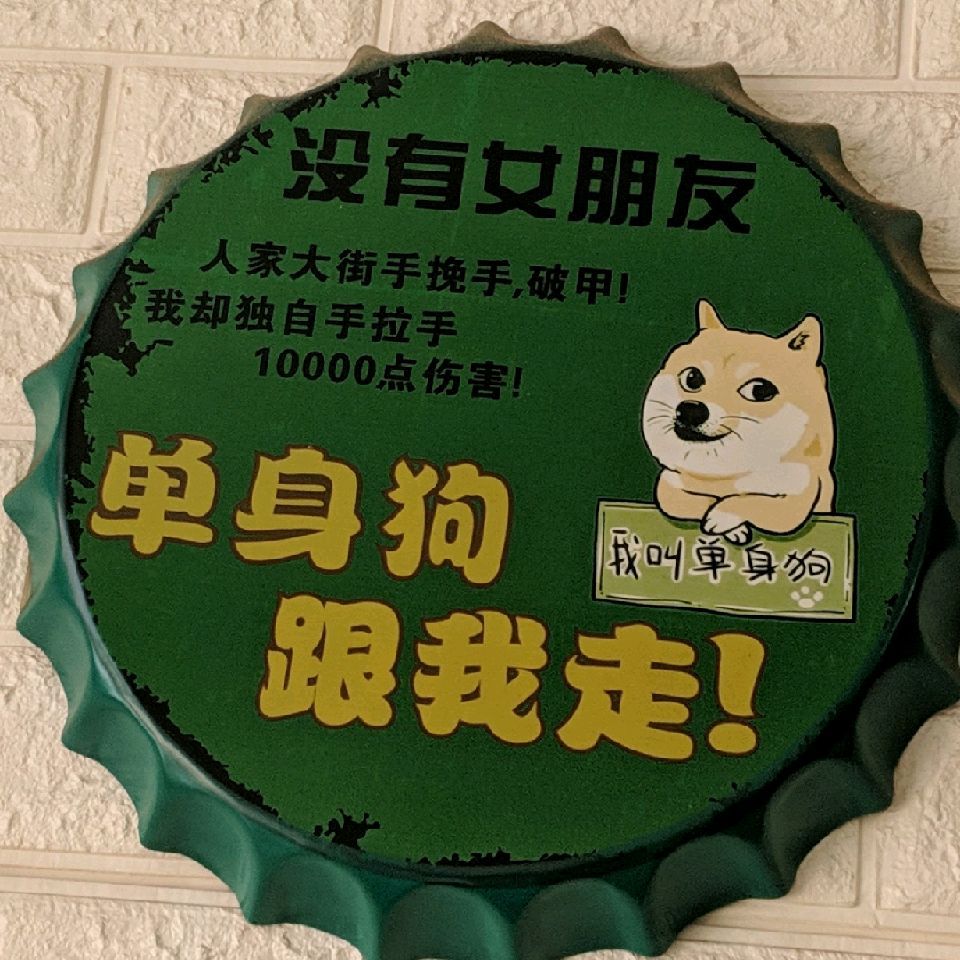 没有女朋友
人家大街手挽手,破甲!
我却独自手拉手
10000点伤害!
单身狗
我叫单身狗
跟我走!